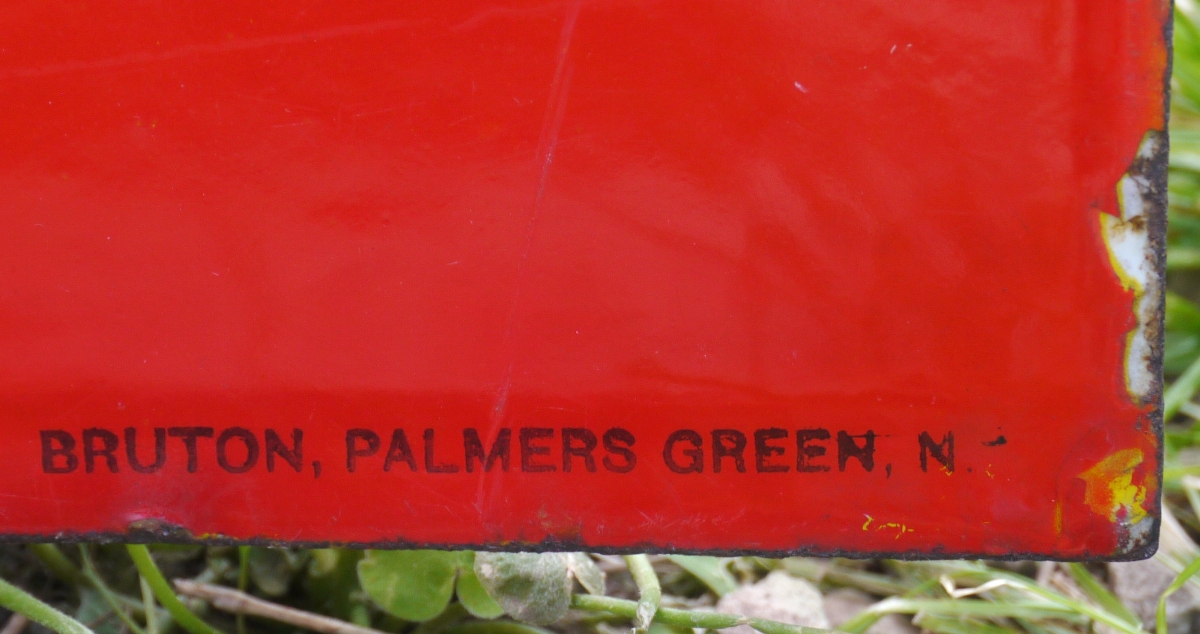 BRUTON, PALMERS GREEN, N.